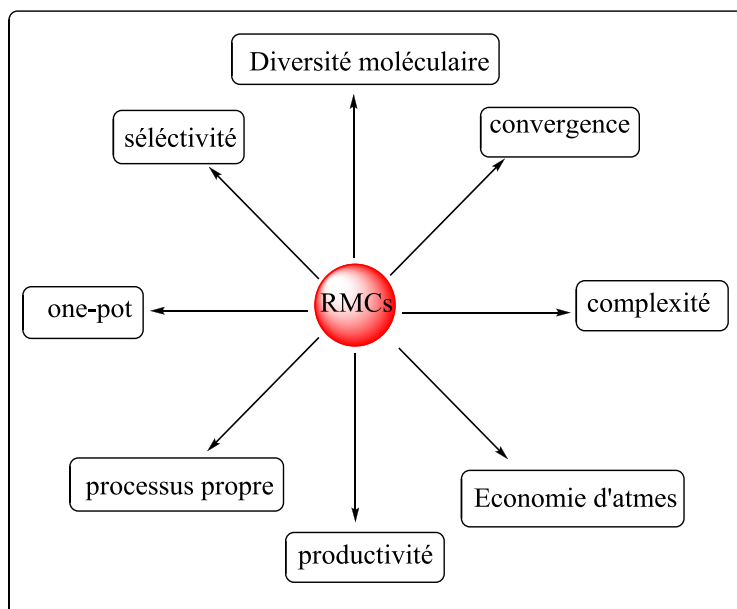 Diversité moléculaire
convergence
séléctivité
RMCs
one-pot
complexité
processus propre
Economie d'atmes
productivité